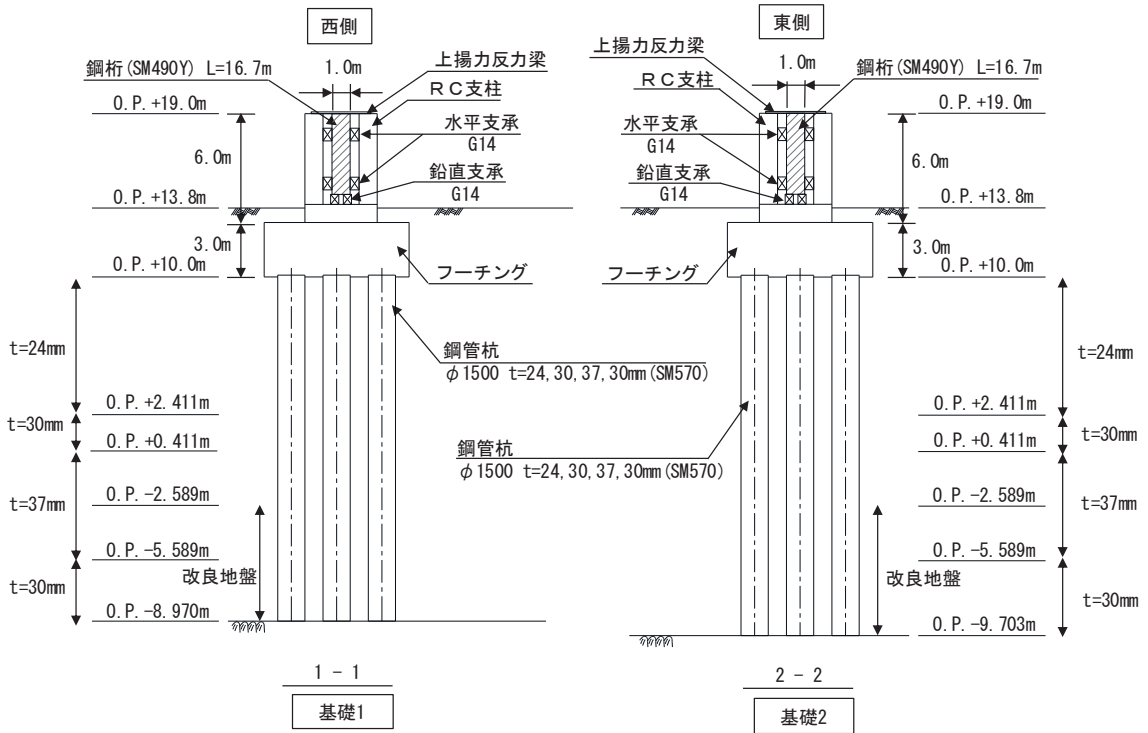 西側
鋼桁(SM490Y) L=16.7m
1.0m
上揚力反力梁
RC支柱
O.P.+19.0m
水平支承
G14
6.0m
鉛直支承
G14
O.P.+13.8m
3.0m
O.P.+10.0m
フーチング
t=24mm
鋼管杭
φ1500 t=24,30,37,30mm(SM570)
O.P.+2.411m
t=30mm
O.P.+0.411m
t=37mm
O.P.-2.589m
O.P.-5.589m
改良地盤
t=30mm
O.P.-8.970m
1 - 1
基礎1
東側
上揚力反力梁
1.0m
鋼桁(SM490Y) L=16.7m
RC支柱
O.P.+19.0m
水平支承
G14
6.0m
鉛直支承
G14
O.P.+13.8m
3.0m
O.P.+10.0m
フーチング
t=24mm
鋼管杭
φ1500 t=24,30,37,30mm(SM570)
O.P.+2.411m
t=30mm
O.P.+0.411m
t=37mm
O.P.-2.589m
O.P.-5.589m
改良地盤
t=30mm
O.P.-9.703m
2 - 2
基礎2